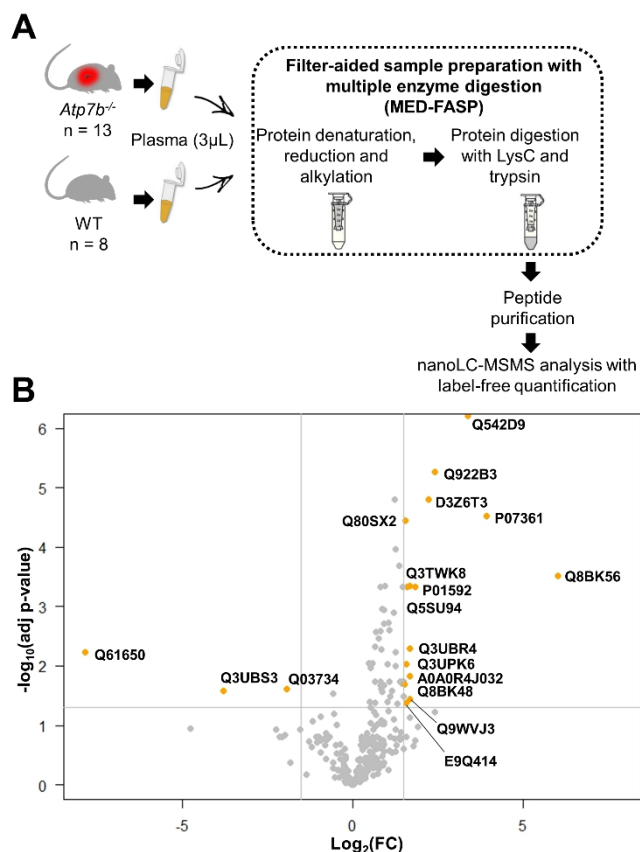 A
Atp7b-/-
n = 13
Plasma (3µL)
WT
n = 8
Filter-aided sample preparation with
multiple enzyme digestion
(MED-FASP)
Protein denaturation,
reduction and
alkylation
Protein digestion
with LysC and
trypsin
Peptide
purification
nanoLC-MSMS analysis with
label-free quantification
B
-log10(adj p-value)
6
5
4
3
2
1
0
Q542D9
Q922B3
D3Z6T3
P07361
Q80SX2
Q3TWK8
P01592
Q8BK56
Q5SU94
Q61650
Q3UBS3
Q03734
Q3UBR4
Q3UPK6
A0A0R4J032
Q8BK48
Q9WVJ3
E9Q414
-5
0
5
Log2(FC)